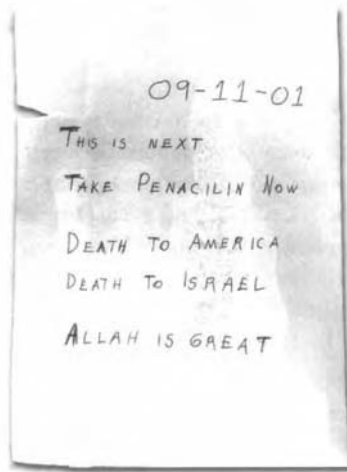 09-11-01
THIS IS NEXT
TAKE PENACILIN NOW
DEATH TO AMERICA
DEATH TO ISRAEL
ALLAH IS GREAT